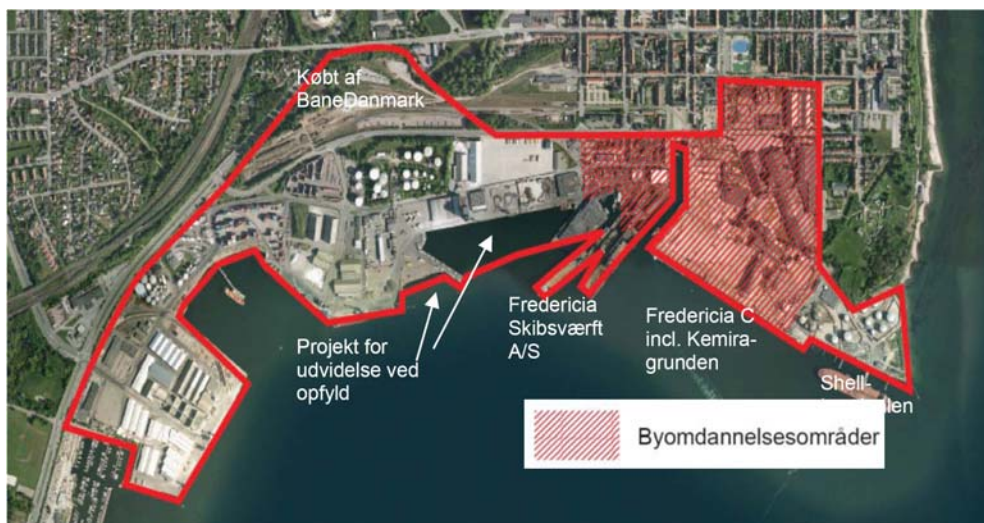 Købt af
BaneDanmark
Projekt for
udvidelse ved
opfyld
Fredericia
Skibsværft
A/S
Fredericia C
incl. Kemira-
grunden
Shell-
Byomdannelsesområder